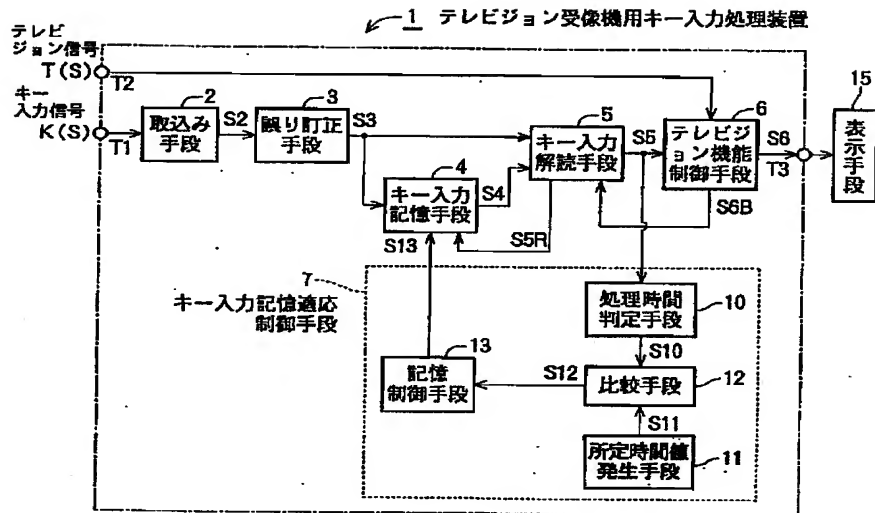 1 テレビジョン受像機用キー入力処理装置
テレビ
ジョン信号
T(S)
T2
キー
入力信号
K(S)
T1
2
取込み
手段
S2
3
誤り訂正
手段
S3
4
キー入力
記憶手段
S4
5
キー入力
解読手段
S5
6
テレビジ
ョン機能
制御手段
S6
T3
15
表示手段
S6B
S5R
S13
7
キー入力記憶適応
制御手段
処理時間
判定手段
10
S10
13
記憶
制御手段
S12
比較手段
12
S11
所定時間値
発生手段
11